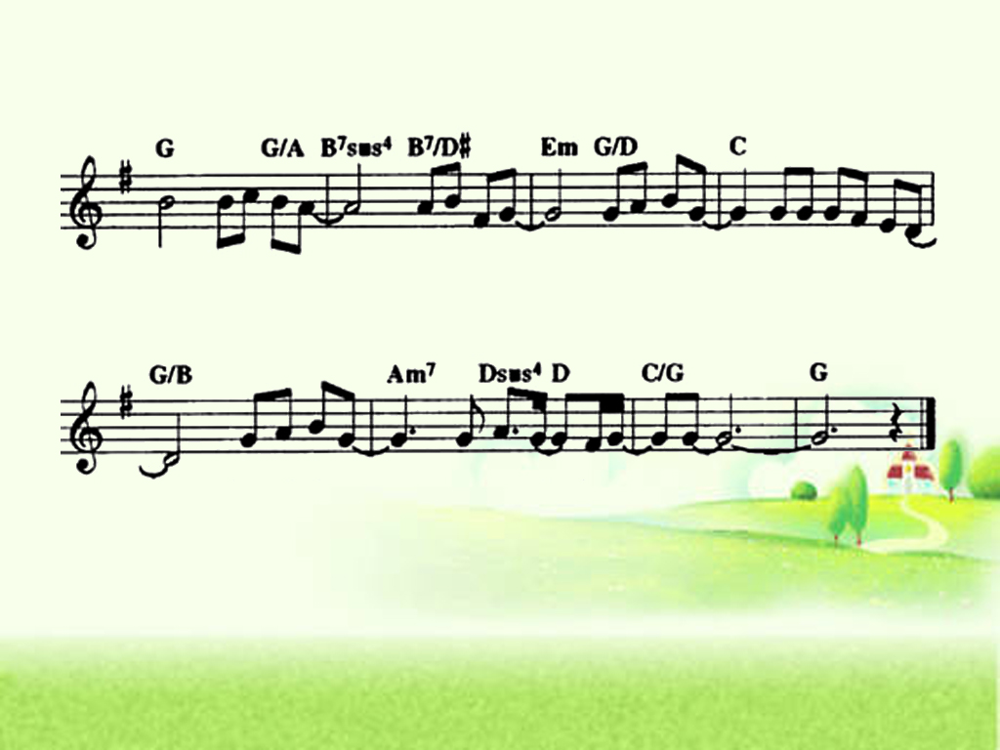 G G/A B⁷sus⁴ B⁷/D♯ Em G/D C
G/B Am⁷ Dsus⁴ D C/G G